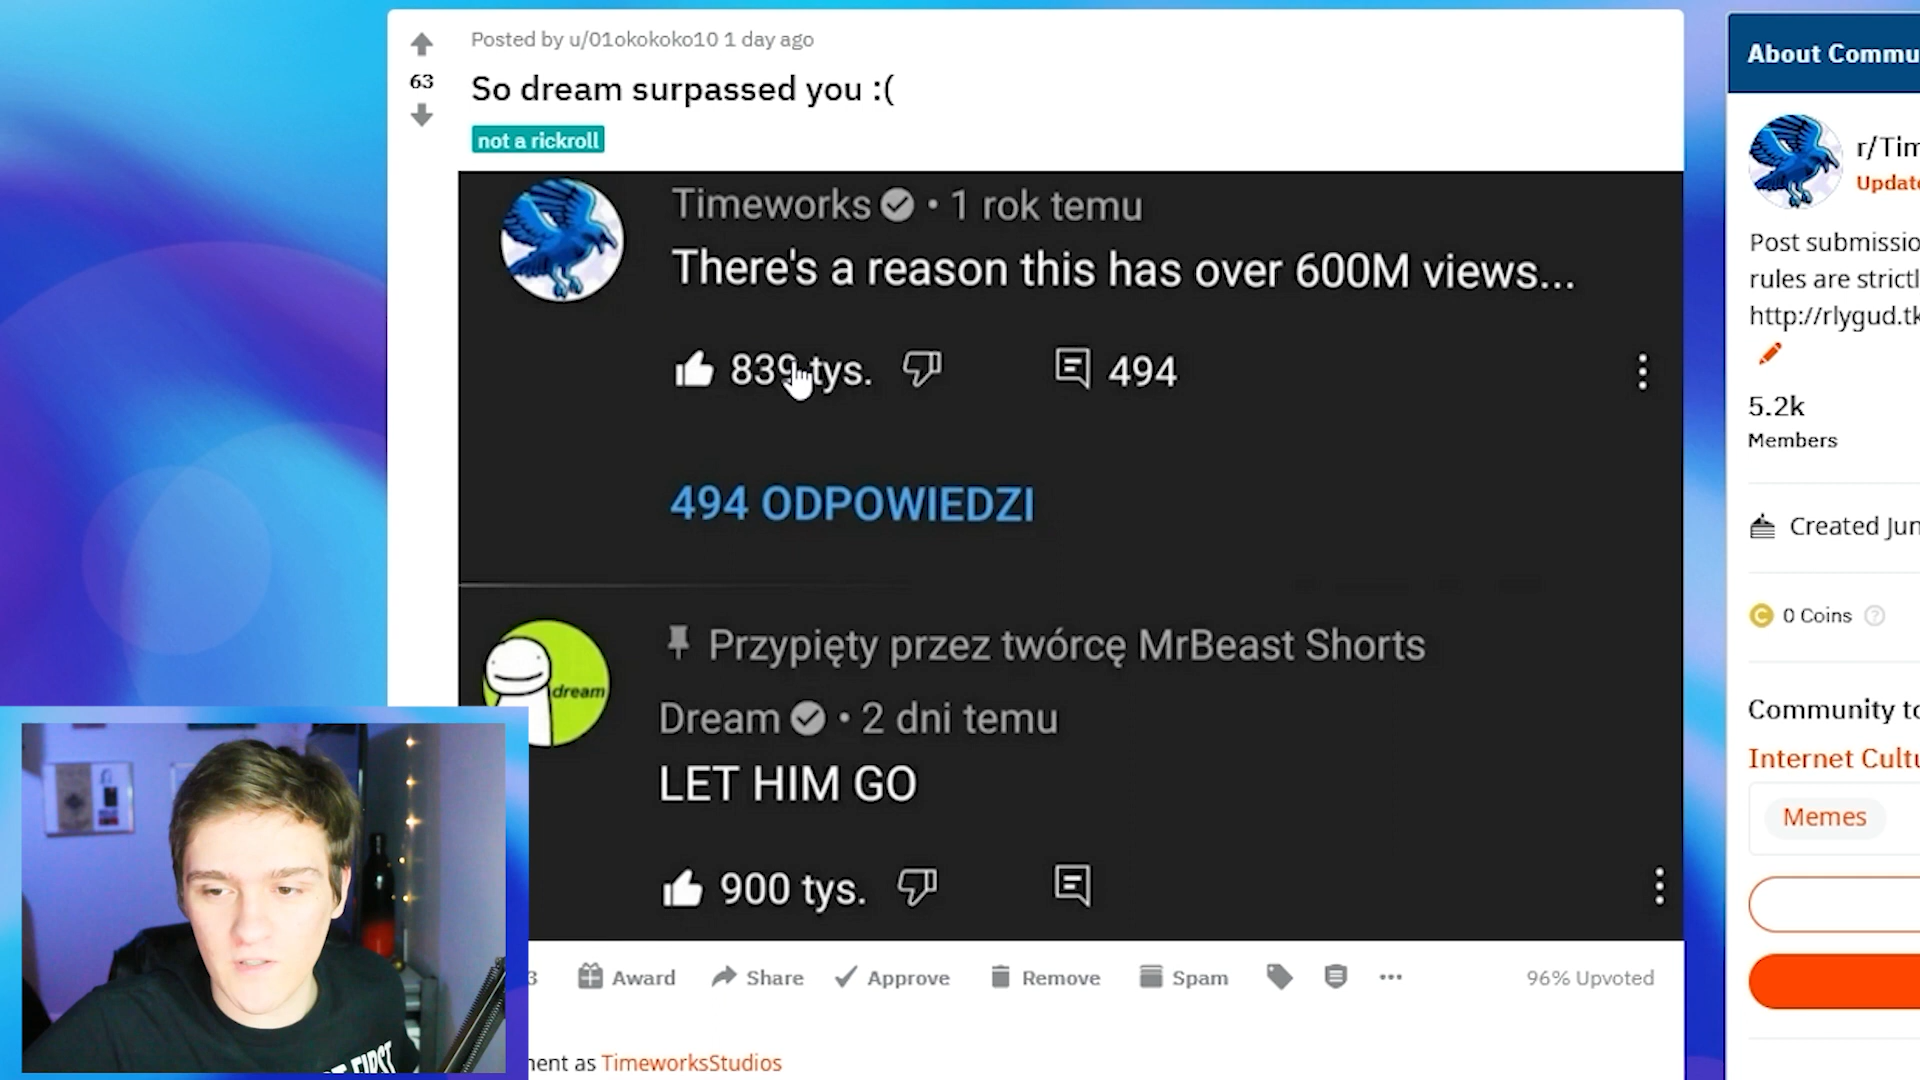 Posted by u/01okokoko10 1 day ago
63
So dream surpassed you :(
not a rickroll
Timeworks • 1 rok temu
There's a reason this has over 600M views...
839 tys.
494
494 ODPOWIEDZI
Przypięty przez twórcę MrBeast Shorts
dream
Dream • 2 dni temu
LET HIM GO
900 tys.
3 Award Share Approve Remove Spam ••• 96% Upvoted
as TimeworksStudios
About Commu
r/Tim
Update
Post submissio
rules are strictl
http://rlygud.tk
5.2k
Members
Created Jun
0 Coins
Community to
Internet Cultu
Memes
FIRST